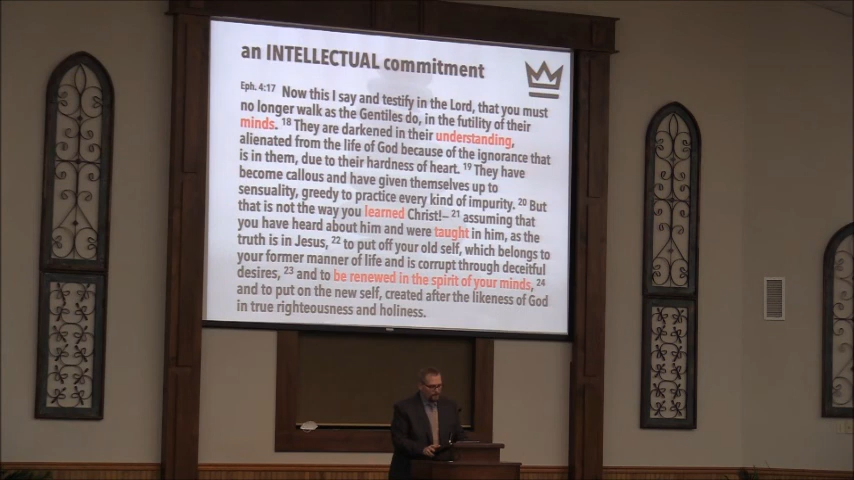 an INTELLECTUAL commitment
Eph. 4:17 Now this I say and testify in the Lord, that you must
no longer walk as the Gentiles do, in the futility of their
minds. 18 They are darkened in their understanding,
alienated from the life of God because of the ignorance that
is in them, due to their hardness of heart. 19 They have
become callous and have given themselves up to
sensuality, greedy to practice every kind of impurity. 20 But
that is not the way you learned Christ!– 21 assuming that
you have heard about him and were taught in him, as the
truth is in Jesus, 22 to put off your old self, which belongs to
your former manner of life and is corrupt through deceitful
desires, 23 and to be renewed in the spirit of your minds, 24
and to put on the new self, created after the likeness of God
in true righteousness and holiness.